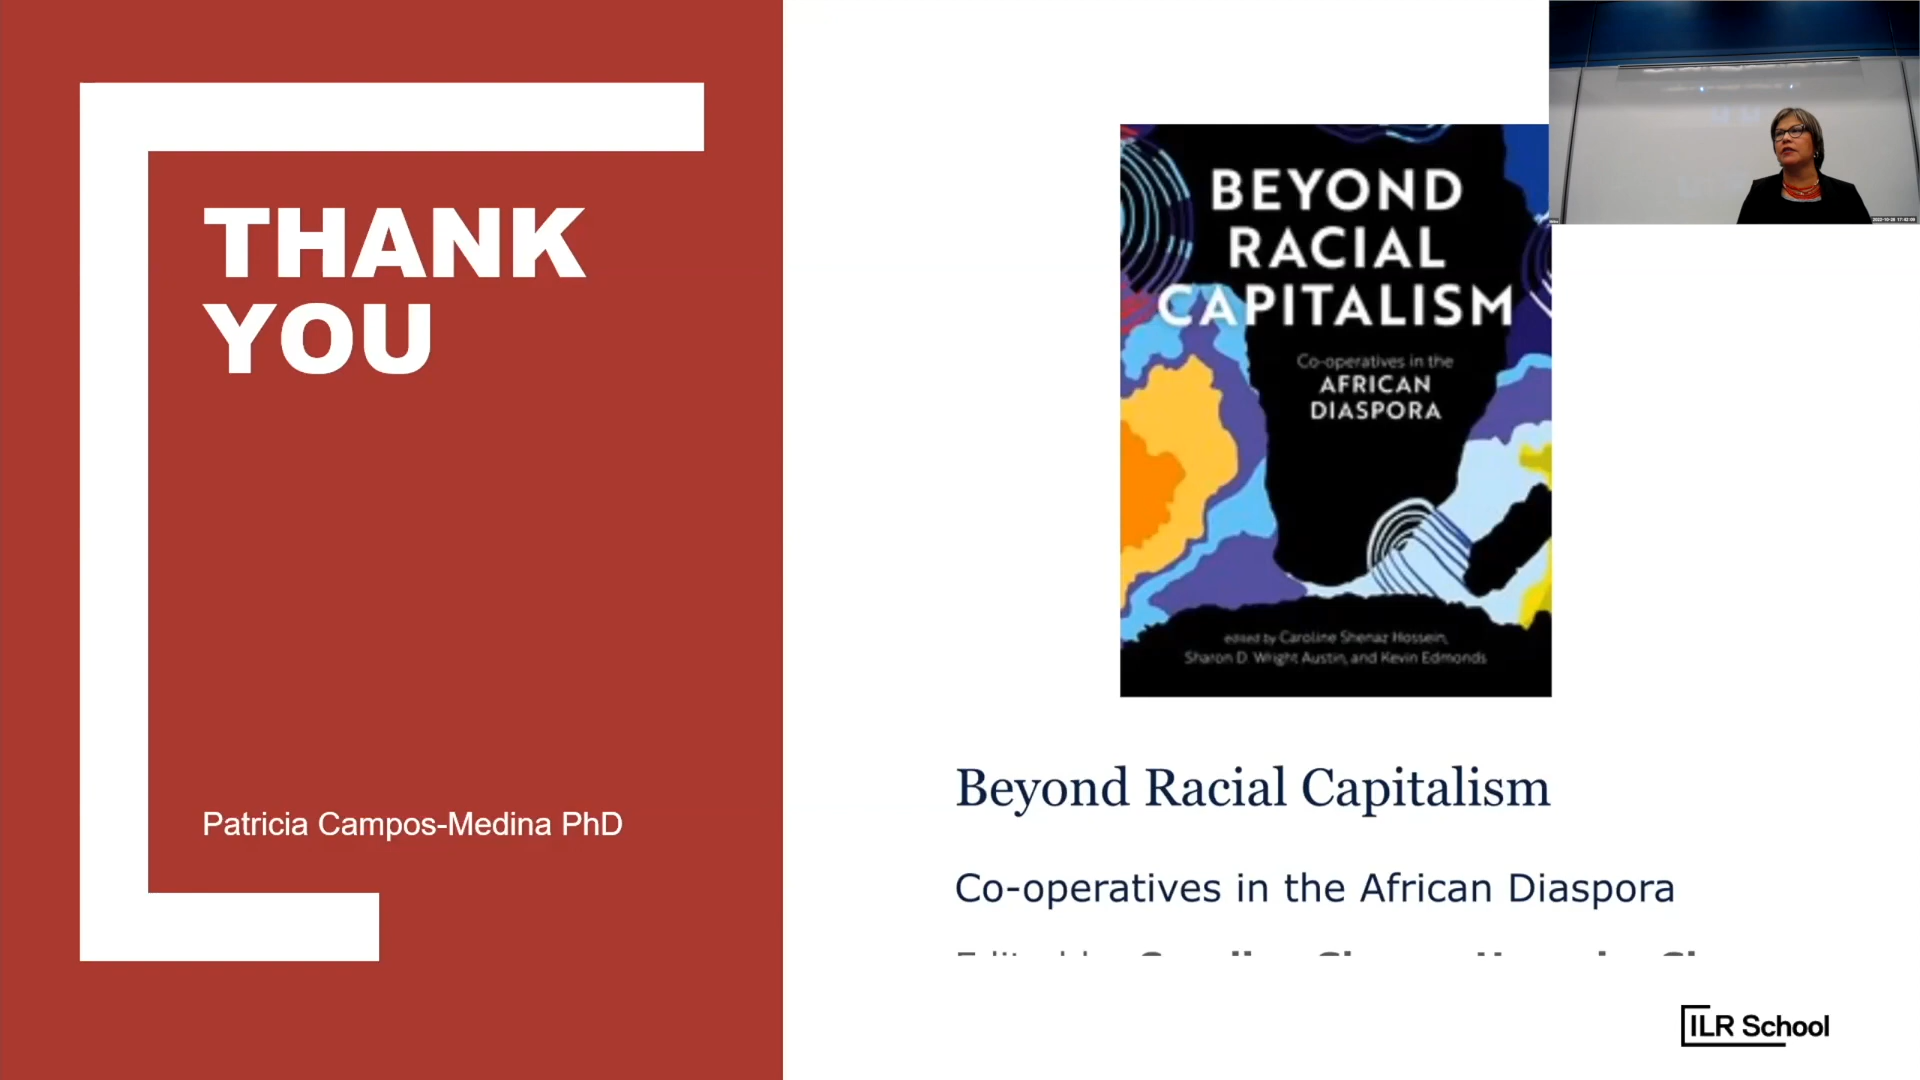 THANK
YOU
Patricia Campos-Medina PhD
BEYOND
RACIAL
CAPITALISM
Co-operatives in the
AFRICAN
DIASPORA
edited by Caroline Shenaz Hossein,
Sharon D. Wright Austin, and Kevin Edmonds
Beyond Racial Capitalism
Co-operatives in the African Diaspora
ILR School